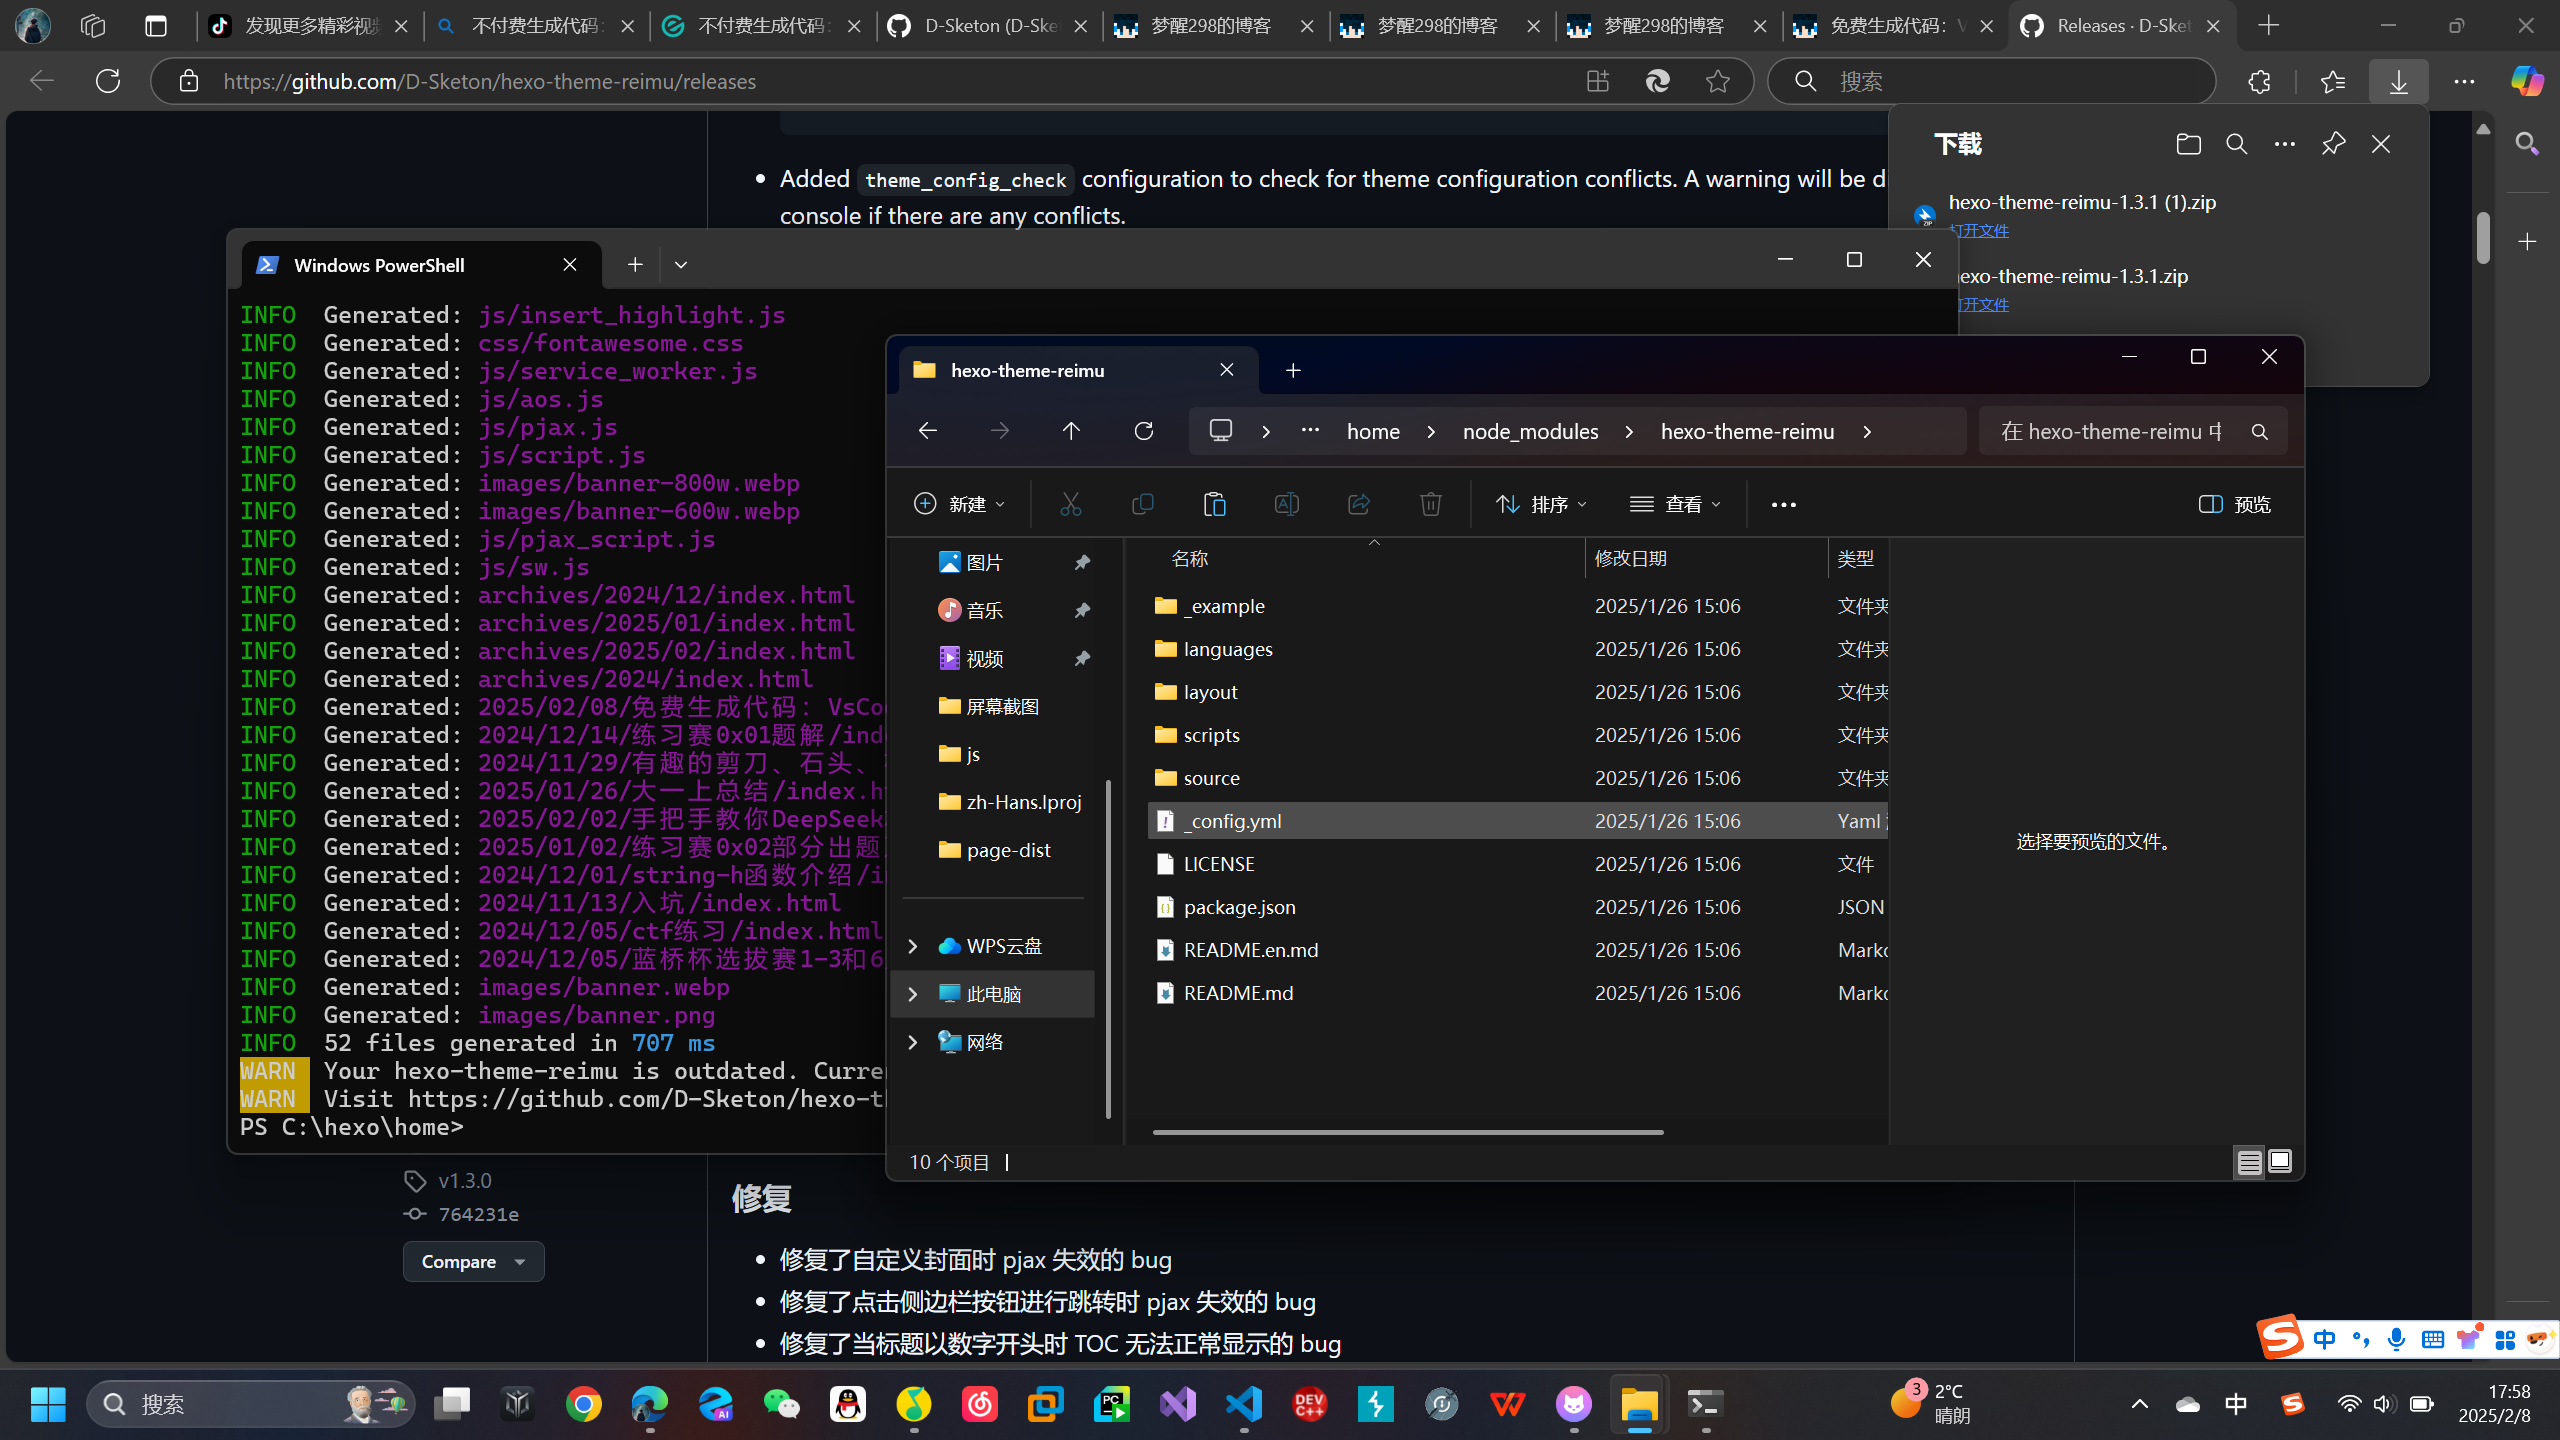 发现更多精彩视频
不付费生成代码：
不付费生成代码：
D-Sketon (D-Ske
梦醒298的博客
梦醒298的博客
梦醒298的博客
免费生成代码：V
Releases · D-Sket
https://github.com/D-Sketon/hexo-theme-reimu/releases
搜索
下载
hexo-theme-reimu-1.3.1 (1).zip
打开文件
hexo-theme-reimu-1.3.1.zip
打开文件
Added theme_config_check configuration to check for theme configuration conflicts. A warning will be d
console if there are any conflicts.
Windows PowerShell
INFO Generated: js/insert_highlight.js
INFO Generated: css/fontawesome.css
INFO Generated: js/service_worker.js
INFO Generated: js/aos.js
INFO Generated: js/pjax.js
INFO Generated: js/script.js
INFO Generated: images/banner-800w.webp
INFO Generated: images/banner-600w.webp
INFO Generated: js/pjax_script.js
INFO Generated: js/sw.js
INFO Generated: archives/2024/12/index.html
INFO Generated: archives/2025/01/index.html
INFO Generated: archives/2025/02/index.html
INFO Generated: archives/2024/index.html
INFO Generated: 2025/02/08/免费生成代码：VsCo
INFO Generated: 2024/12/14/练习赛0x01题解/ind
INFO Generated: 2024/11/29/有趣的剪刀、石头、
INFO Generated: 2025/01/26/大一上总结/index.h
INFO Generated: 2025/02/02/手把手教你DeepSeek
INFO Generated: 2025/01/02/练习赛0x02部分出题
INFO Generated: 2024/12/01/string-h函数介绍/i
INFO Generated: 2024/11/13/入坑/index.html
INFO Generated: 2024/12/05/ctf练习/index.html
INFO Generated: 2024/12/05/蓝桥杯选拔赛1-3和6
INFO Generated: images/banner.webp
INFO Generated: images/banner.png
INFO 52 files generated in 707 ms
WARN Your hexo-theme-reimu is outdated. Curre
WARN Visit https://github.com/D-Sketon/hexo-th
PS C:\hexo\home>
hexo-theme-reimu
home
node_modules
hexo-theme-reimu
在 hexo-theme-reimu 中
新建
排序
查看
预览
图片
音乐
视频
屏幕截图
js
zh-Hans.lproj
page-dist
WPS云盘
此电脑
网络
名称 修改日期 类型
_example 2025/1/26 15:06 文件夹
languages 2025/1/26 15:06 文件夹
layout 2025/1/26 15:06 文件夹
scripts 2025/1/26 15:06 文件夹
source 2025/1/26 15:06 文件夹
_config.yml 2025/1/26 15:06 Yaml
LICENSE 2025/1/26 15:06 文件
package.json 2025/1/26 15:06 JSON
README.en.md 2025/1/26 15:06 Markd
README.md 2025/1/26 15:06 Markd
选择要预览的文件。
10 个项目
v1.3.0
764231e
Compare
修复
修复了自定义封面时 pjax 失效的 bug
修复了点击侧边栏按钮进行跳转时 pjax 失效的 bug
修复了当标题以数字开头时 TOC 无法正常显示的 bug
中
搜索
3
2°C
晴朗
中
17:58
2025/2/8